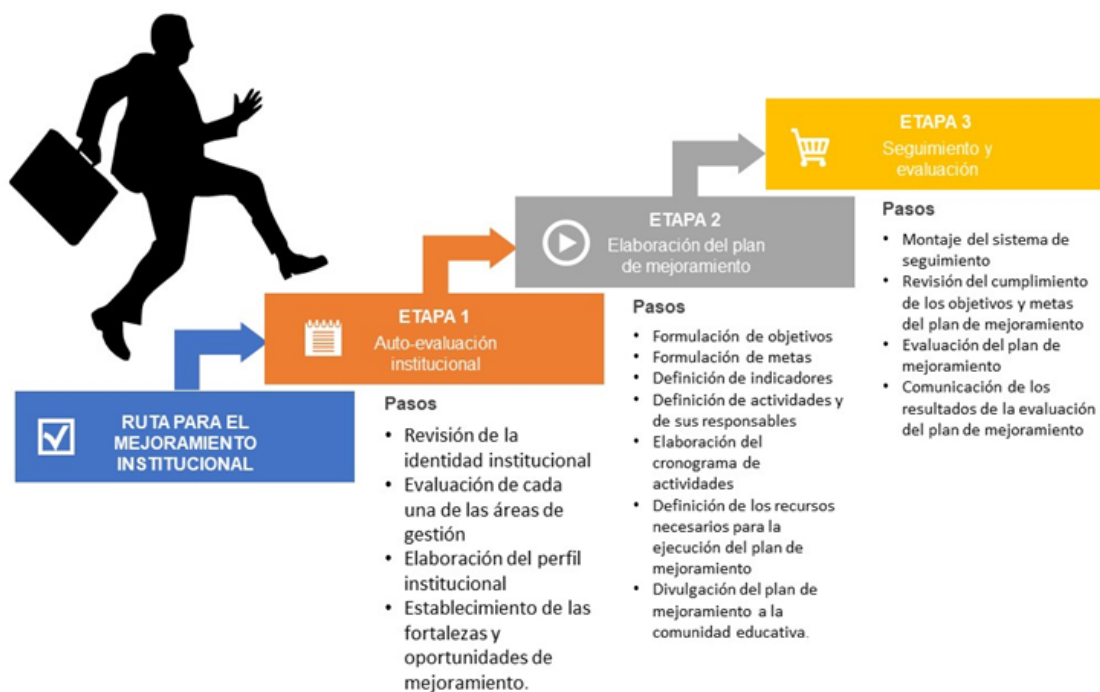 RUTA PARA EL
MEJORAMIENTO
INSTITUCIONAL
ETAPA 1
Auto-evaluación
institucional
Pasos
• Revisión de la
identidad institucional
• Evaluación de cada
una de las áreas de
gestión
• Elaboración del perfil
institucional
• Establecimiento de las
fortalezas y
oportunidades de
mejoramiento.
ETAPA 2
Elaboración del plan
de mejoramiento
Pasos
• Formulación de objetivos
• Formulación de metas
• Definición de indicadores
• Definición de actividades y
de sus responsables
• Elaboración del
cronograma de
actividades
• Definición de los recursos
necesarios para la
ejecución del plan de
mejoramiento
• Divulgación del plan de
mejoramiento a la
comunidad educativa.
ETAPA 3
Seguimiento y
evaluación
Pasos
• Montaje del sistema de
seguimiento
• Revisión del cumplimiento
de los objetivos y metas
del plan de mejoramiento
• Evaluación del plan de
mejoramiento
• Comunicación de los
resultados de la evaluación
del plan de mejoramiento